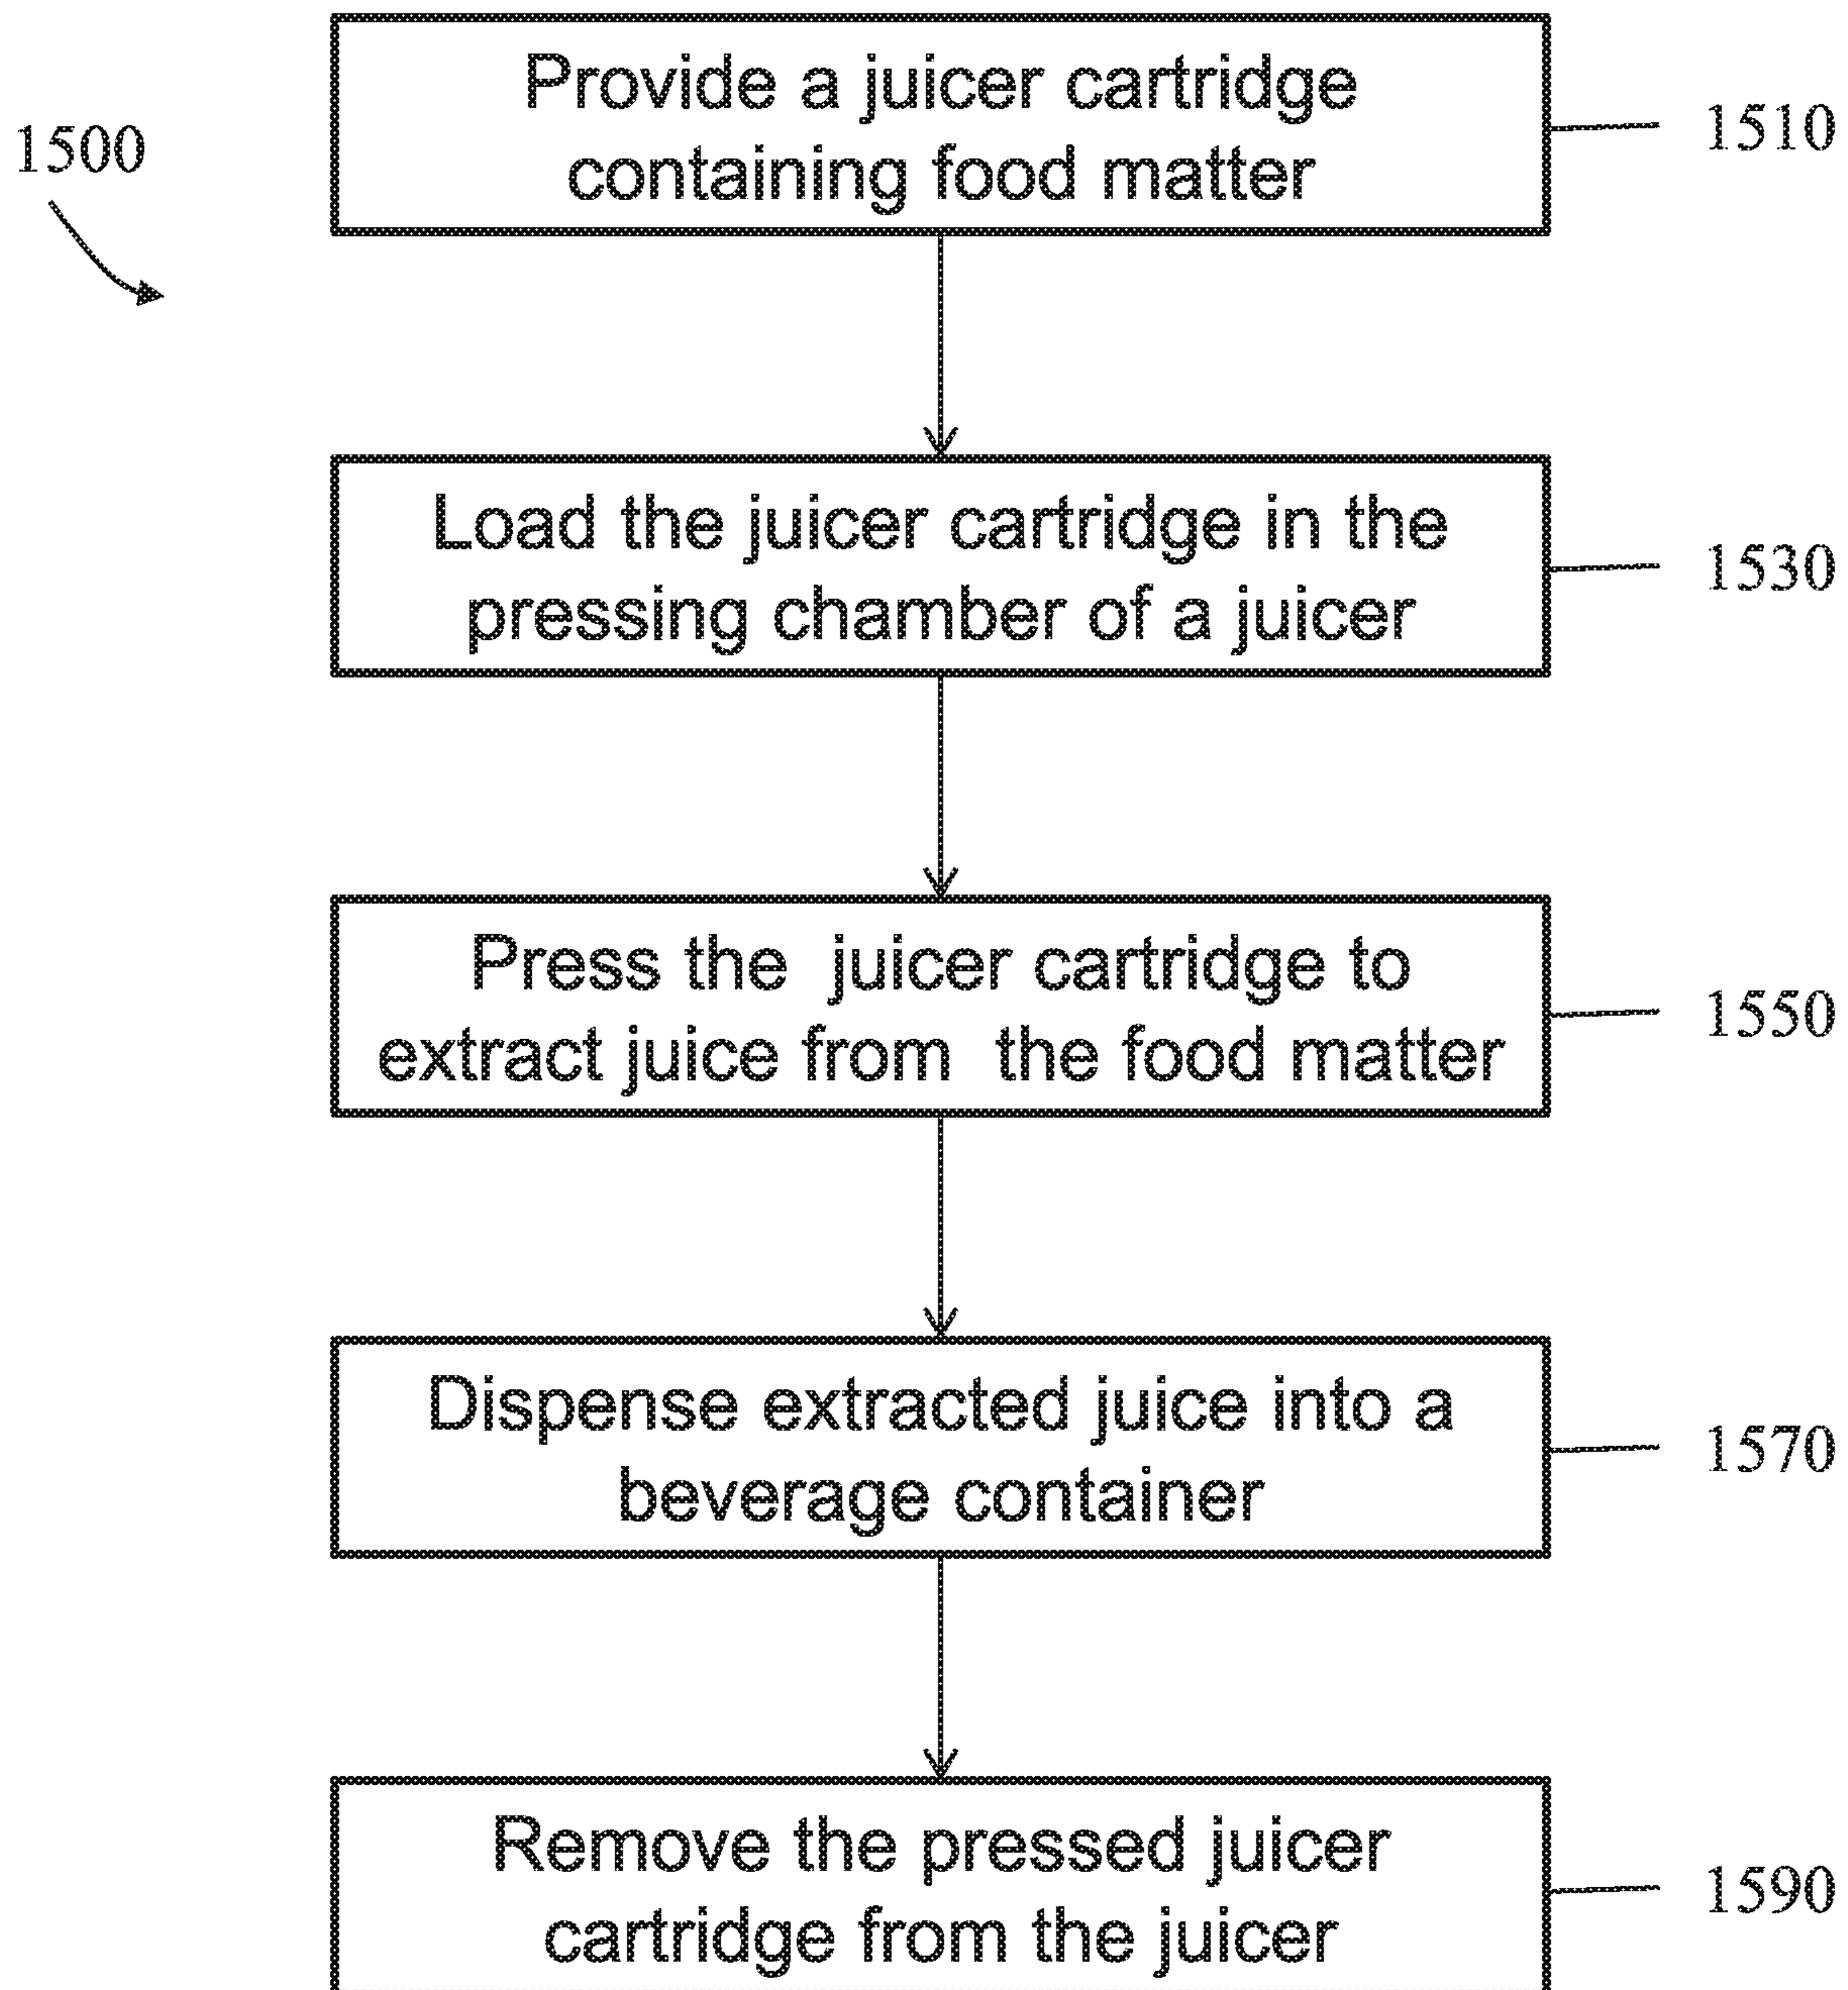 1500
Provide a juicer cartridge
containing food matter
1510
Load the juicer cartridge in the
pressing chamber of a juicer
1530
Press the juicer cartridge to
extract juice from the food matter
1550
Dispense extracted juice into a
beverage container
1570
Remove the pressed juicer
cartridge from the juicer
1590